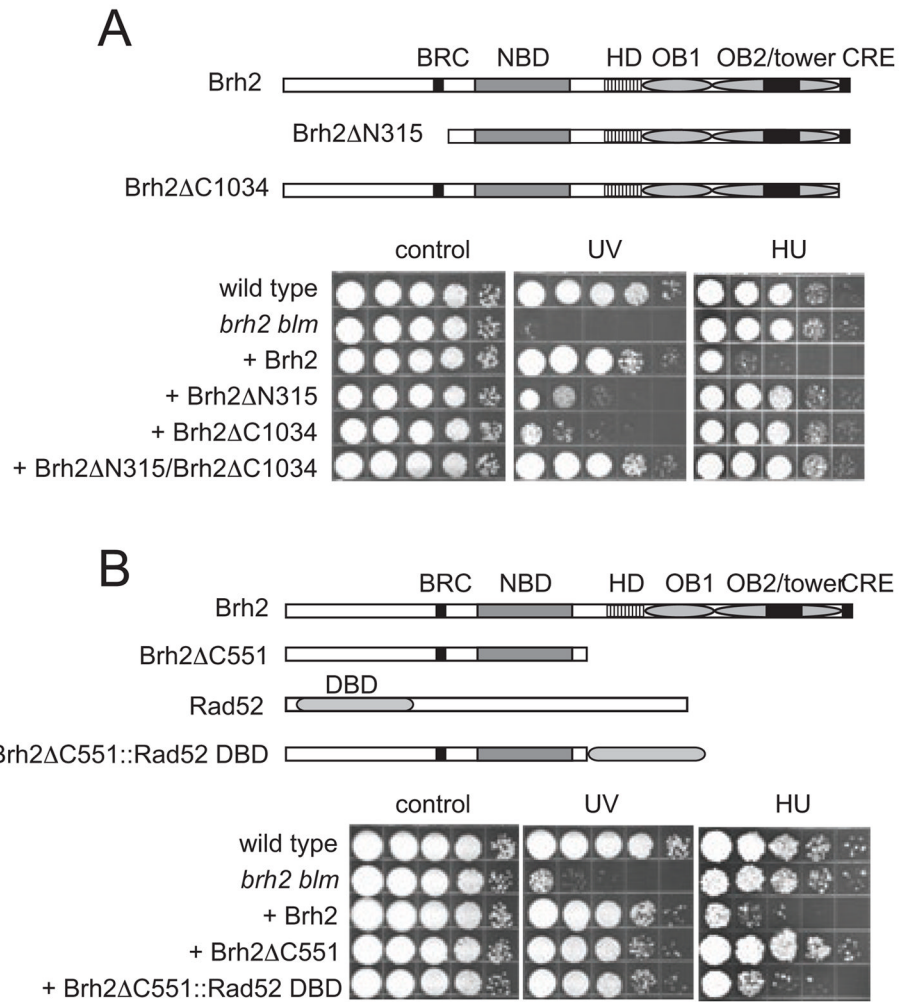 A
BRC NBD HD OB1 OB2/tower CRE
Brh2
Brh2ΔN315
Brh2ΔC1034
control UV HU
wild type
brh2 blm
+ Brh2
+ Brh2ΔN315
+ Brh2ΔC1034
+ Brh2ΔN315/Brh2ΔC1034
B
BRC NBD HD OB1 OB2/towerCRE
Brh2
Brh2ΔC551
DBD
Rad52
Brh2ΔC551::Rad52 DBD
control UV HU
wild type
brh2 blm
+ Brh2
+ Brh2ΔC551
+ Brh2ΔC551::Rad52 DBD